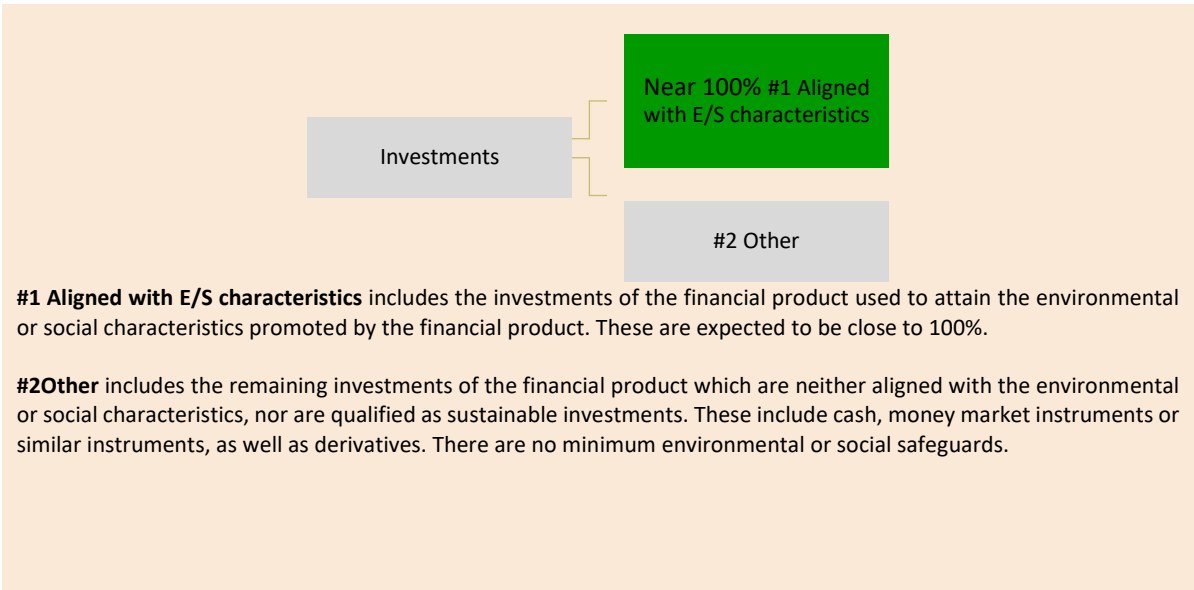 Near 100% #1 Aligned
with E/S characteristics
Investments
#2 Other
#1 Aligned with E/S characteristics includes the investments of the financial product used to attain the environmental
or social characteristics promoted by the financial product. These are expected to be close to 100%.
#2Other includes the remaining investments of the financial product which are neither aligned with the environmental
or social characteristics, nor are qualified as sustainable investments. These include cash, money market instruments or
similar instruments, as well as derivatives. There are no minimum environmental or social safeguards.